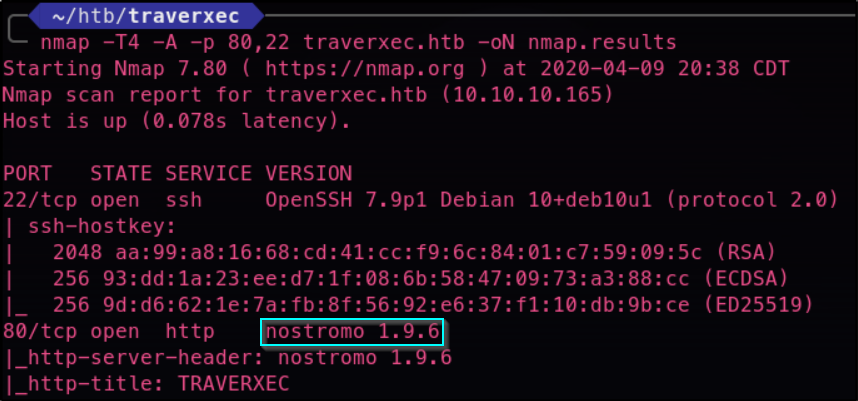 ~/htb/traverxec
nmap -T4 -A -p 80,22 traverxec.htb -oN nmap.results
Starting Nmap 7.80 ( https://nmap.org ) at 2020-04-09 20:38 CDT
Nmap scan report for traverxec.htb (10.10.10.165)
Host is up (0.078s latency).

PORT   STATE SERVICE VERSION
22/tcp open  ssh     OpenSSH 7.9p1 Debian 10+deb10u1 (protocol 2.0)
| ssh-hostkey:
|   2048 aa:99:a8:16:68:cd:41:cc:f9:6c:84:01:c7:59:09:5c (RSA)
|   256 93:dd:1a:23:ee:d7:1f:08:6b:58:47:09:73:a3:88:cc (ECDSA)
|_  256 9d:d6:62:1e:7a:fb:8f:56:92:e6:37:f1:10:db:9b:ce (ED25519)
80/tcp open  http    nostromo 1.9.6
|_http-server-header: nostromo 1.9.6
|_http-title: TRAVERXEC